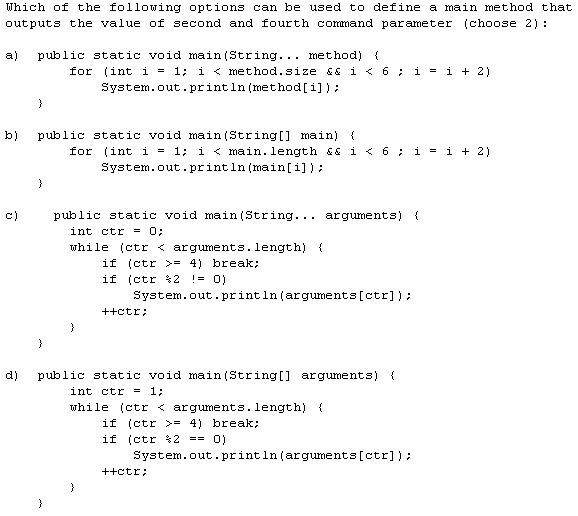 Which of the following options can be used to define a main method that
outputs the value of second and fourth command parameter (choose 2):
a) public static void main(String... method) {
for (int i = 1; i < method.size && i < 6 ; i = i + 2)
System.out.println(method[i]);
}
b) public static void main(String[] main) {
for (int i = 1; i < main.length && i < 6 ; i = i + 2)
System.out.println(main[i]);
}
c) public static void main(String... arguments) {
int ctr = 0;
while (ctr < arguments.length) {
if (ctr >= 4) break;
if (ctr %2 != 0)
System.out.println(arguments[ctr]);
++ctr;
}
}
d) public static void main(String[] arguments) {
int ctr = 1;
while (ctr < arguments.length) {
if (ctr >= 4) break;
if (ctr %2 == 0)
System.out.println(arguments[ctr]);
++ctr;
}
}